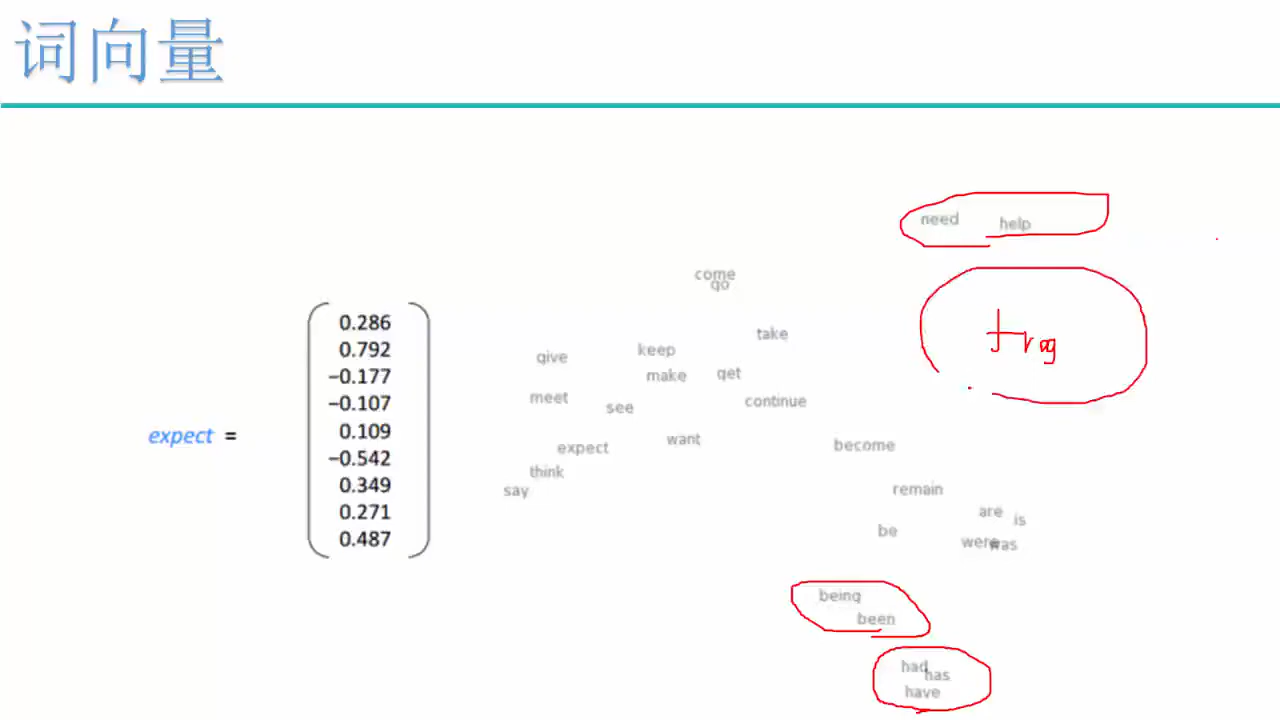 词向量
expect =
0.286
0.792
−0.177
−0.107
0.109
−0.542
0.349
0.271
0.487
need help
come
go
take
give keep
make get
meet see continue
expect want become
think
say remain
are is
be were was
being
been
had has
have
frog